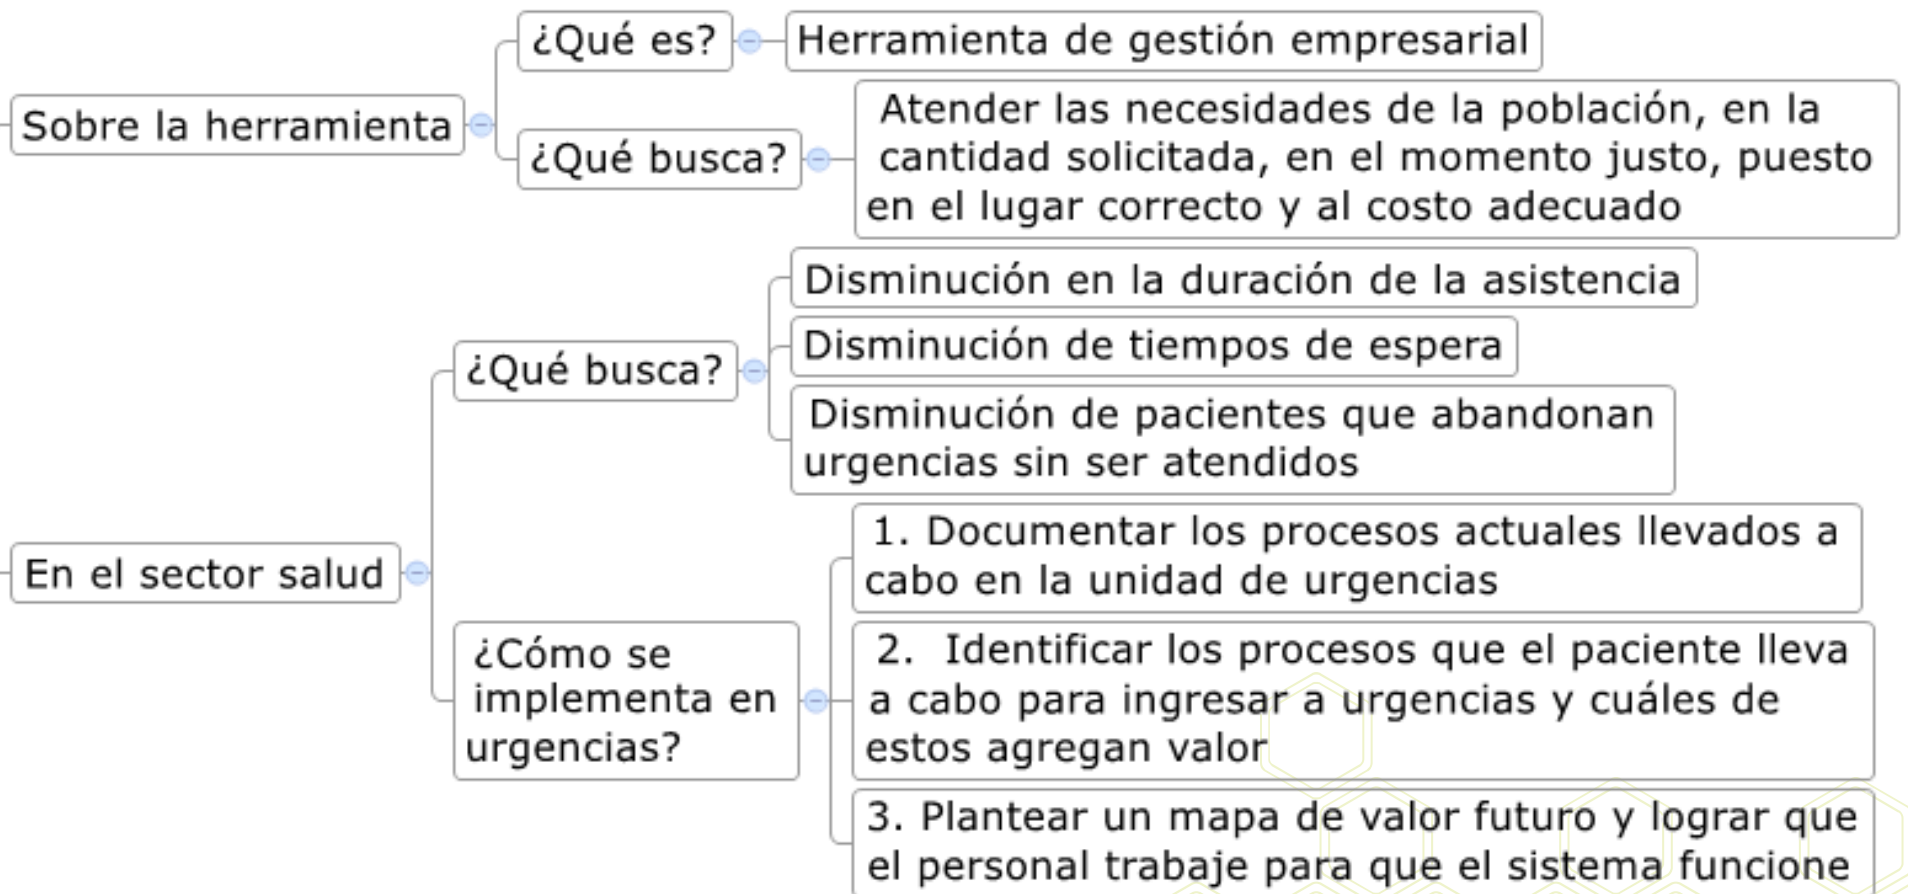 Sobre la herramienta
¿Qué es?
Herramienta de gestión empresarial
¿Qué busca?
Atender las necesidades de la población, en la
cantidad solicitada, en el momento justo, puesto
en el lugar correcto y al costo adecuado
En el sector salud
¿Qué busca?
Disminución en la duración de la asistencia
Disminución de tiempos de espera
Disminución de pacientes que abandonan
urgencias sin ser atendidos
¿Cómo se
implementa en
urgencias?
1. Documentar los procesos actuales llevados a
cabo en la unidad de urgencias
2. Identificar los procesos que el paciente lleva
a cabo para ingresar a urgencias y cuáles de
estos agregan valor
3. Plantear un mapa de valor futuro y lograr que
el personal trabaje para que el sistema funcione